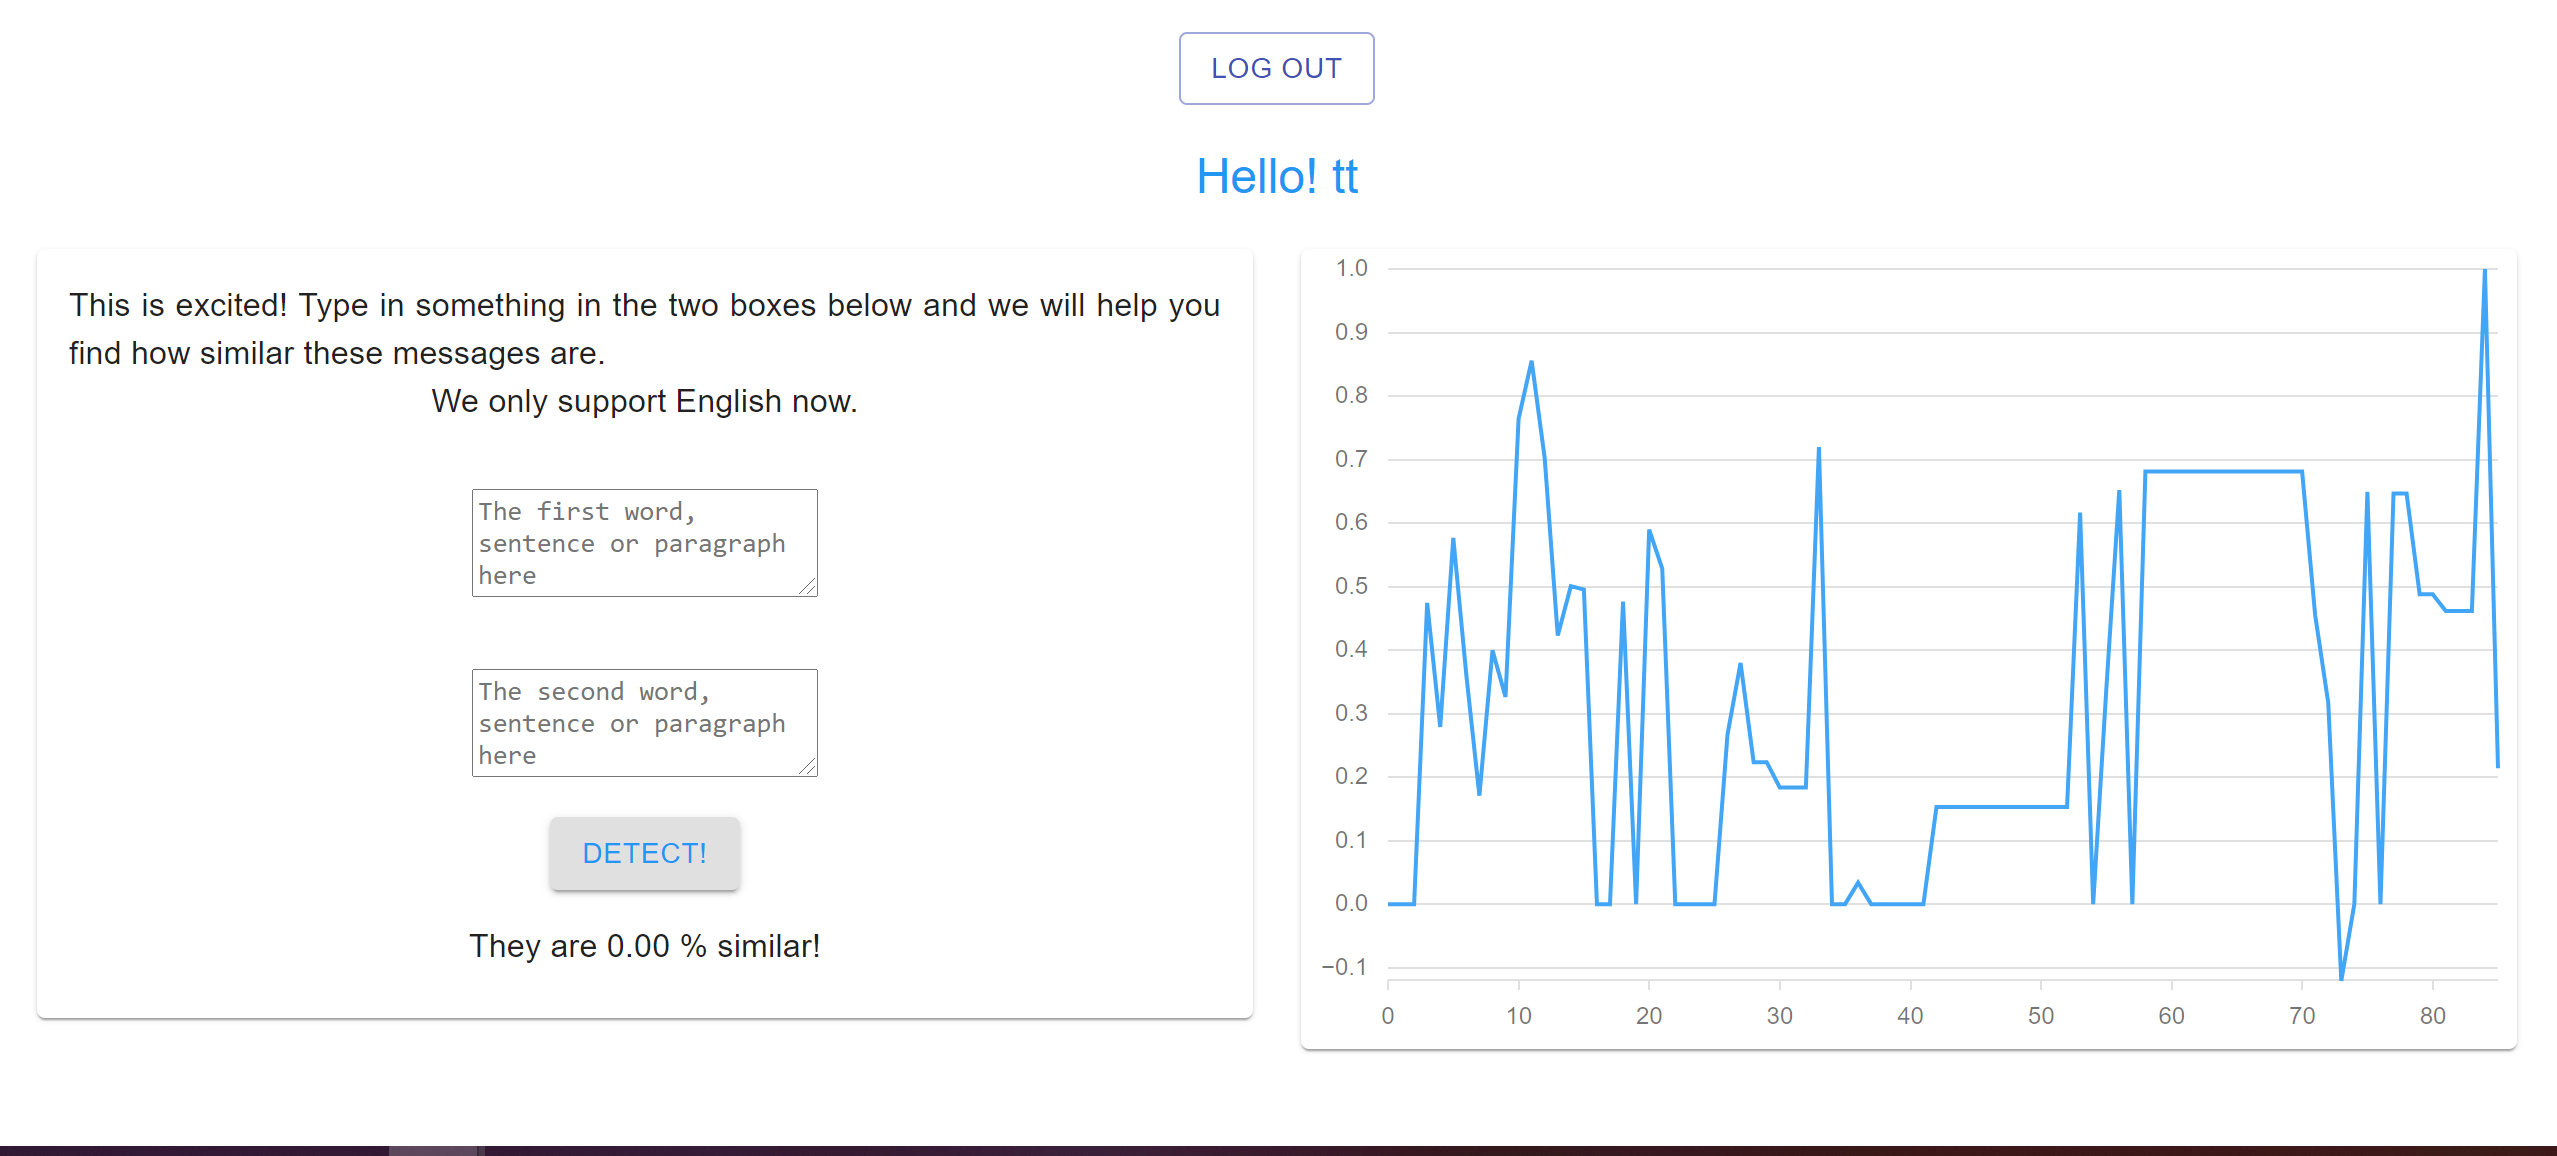 LOG OUT
Hello! tt
This is excited! Type in something in the two boxes below and we will help you
find how similar these messages are.
We only support English now.
The first word,
sentence or paragraph
here
The second word,
sentence or paragraph
here
DETECT!
They are 0.00 % similar!
1.0
0.9
0.8
0.7
0.6
0.5
0.4
0.3
0.2
0.1
0.0
−0.1
0 10 20 30 40 50 60 70 80